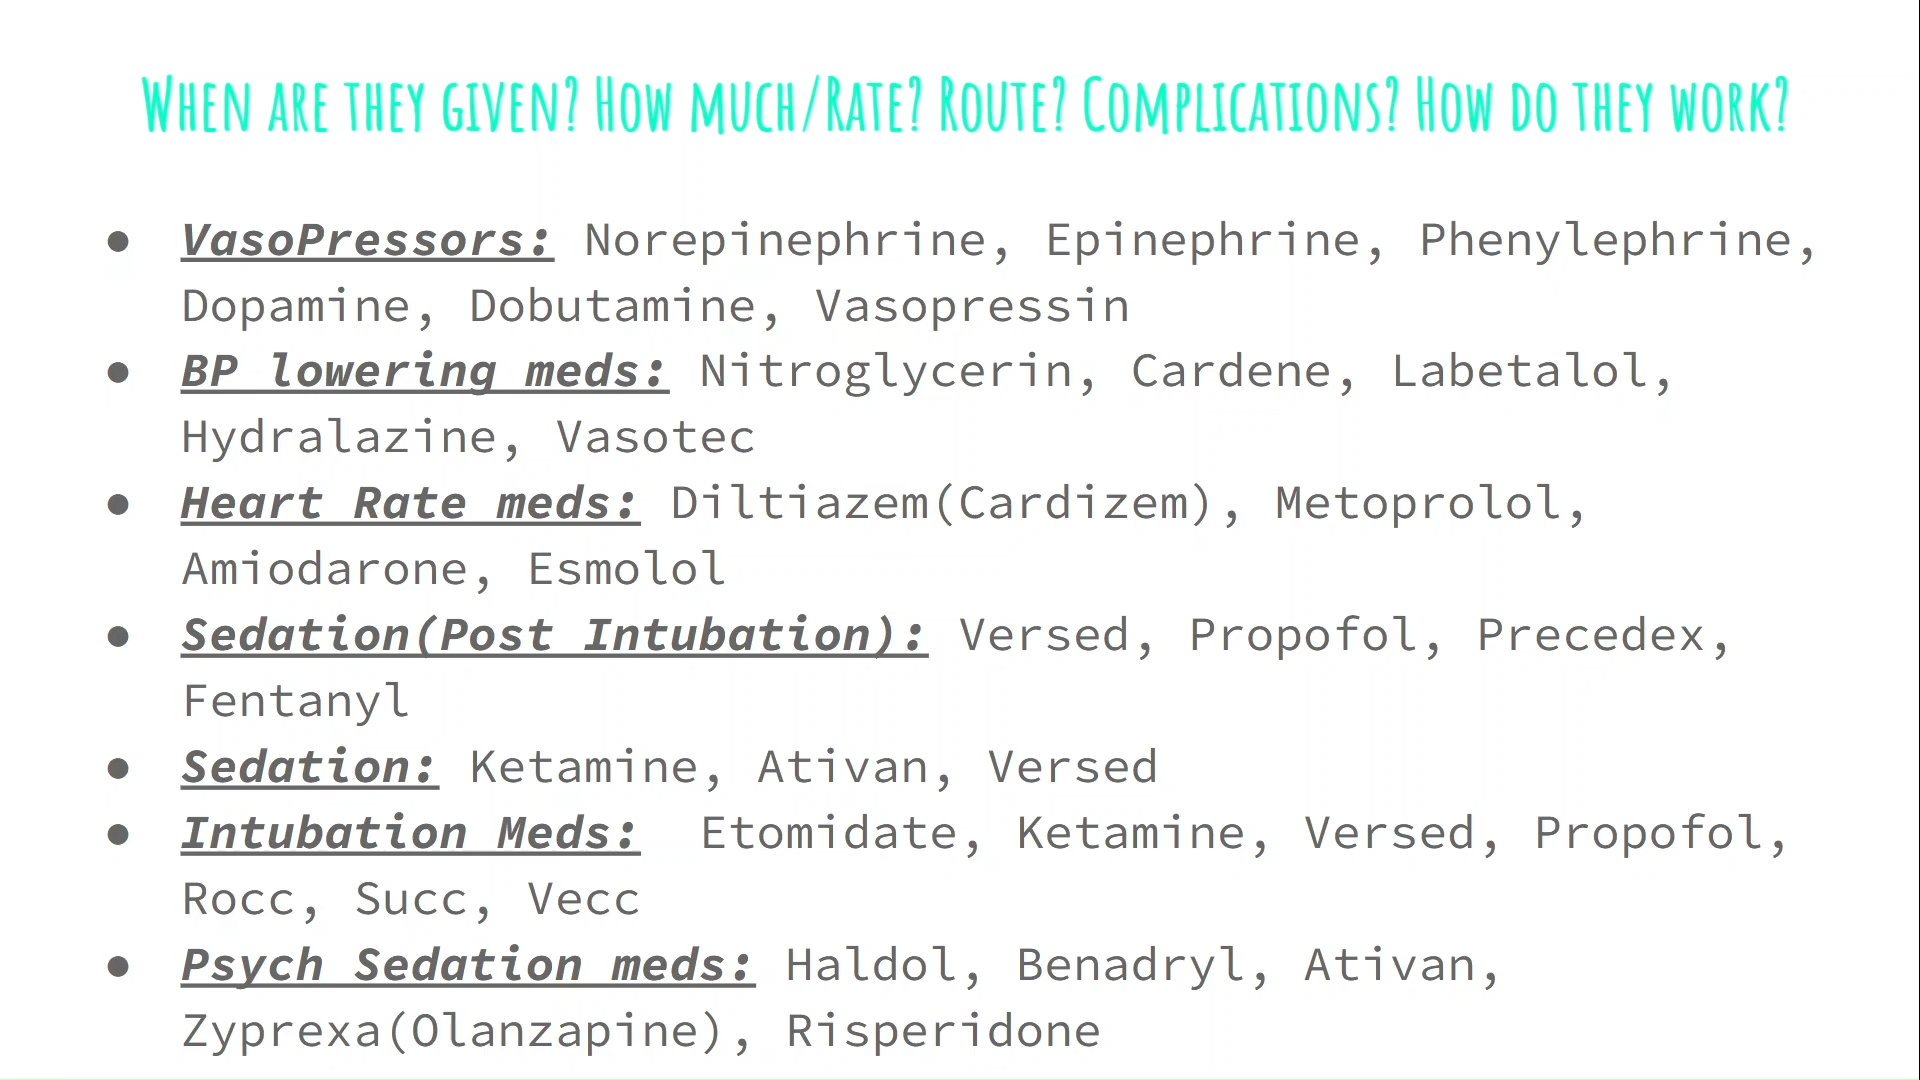 When are they given? How much/Rate? Route? Complications? How do they work?
● VasoPressors: Norepinephrine, Epinephrine, Phenylephrine,
Dopamine, Dobutamine, Vasopressin
● BP lowering meds: Nitroglycerin, Cardene, Labetalol,
Hydralazine, Vasotec
● Heart Rate meds: Diltiazem(Cardizem), Metoprolol,
Amiodarone, Esmolol
● Sedation(Post Intubation): Versed, Propofol, Precedex,
Fentanyl
● Sedation: Ketamine, Ativan, Versed
● Intubation Meds: Etomidate, Ketamine, Versed, Propofol,
Rocc, Succ, Vecc
● Psych Sedation meds: Haldol, Benadryl, Ativan,
Zyprexa(Olanzapine), Risperidone